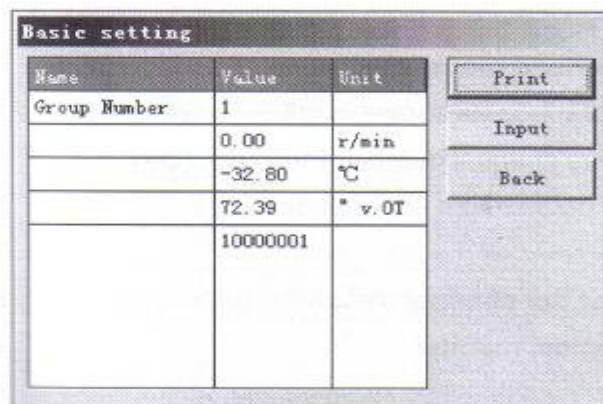 Basic setting
Name Value Unit
Group Number 1
0.00 r/min
-32.80 ℃
72.39 ° v.OT
10000001
Print
Input
Back